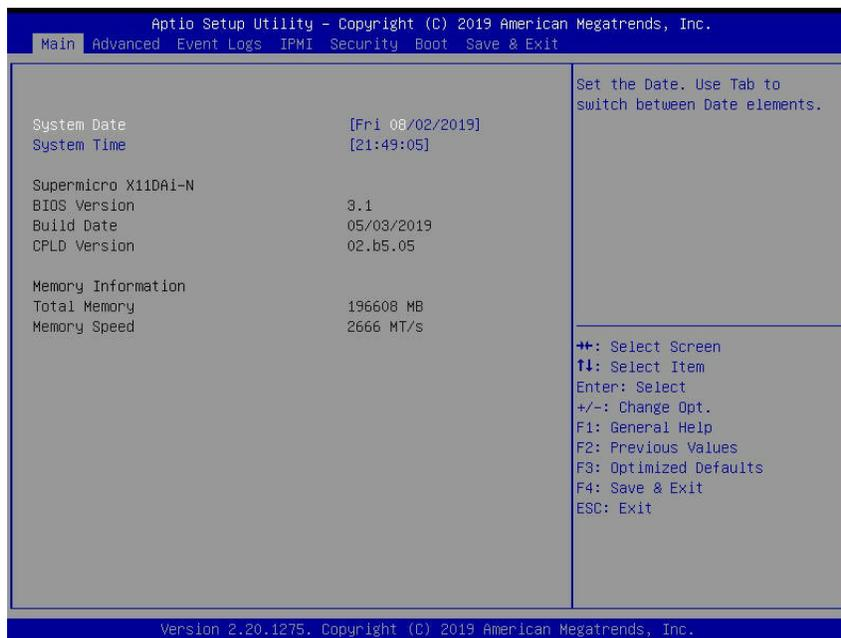 Aptio Setup Utility – Copyright (C) 2019 American Megatrends, Inc.
Main Advanced Event Logs IPMI Security Boot Save & Exit
System Date [Fri 08/02/2019]
System Time [21:49:05]
Supermicro X11DAi-N
BIOS Version 3.1
Build Date 05/03/2019
CPLD Version 02.b5.05
Memory Information
Total Memory 196608 MB
Memory Speed 2666 MT/s
Set the Date. Use Tab to
switch between Date elements.
→←: Select Screen
↑↓: Select Item
Enter: Select
+/-: Change Opt.
F1: General Help
F2: Previous Values
F3: Optimized Defaults
F4: Save & Exit
ESC: Exit
Version 2.20.1275. Copyright (C) 2019 American Megatrends, Inc.